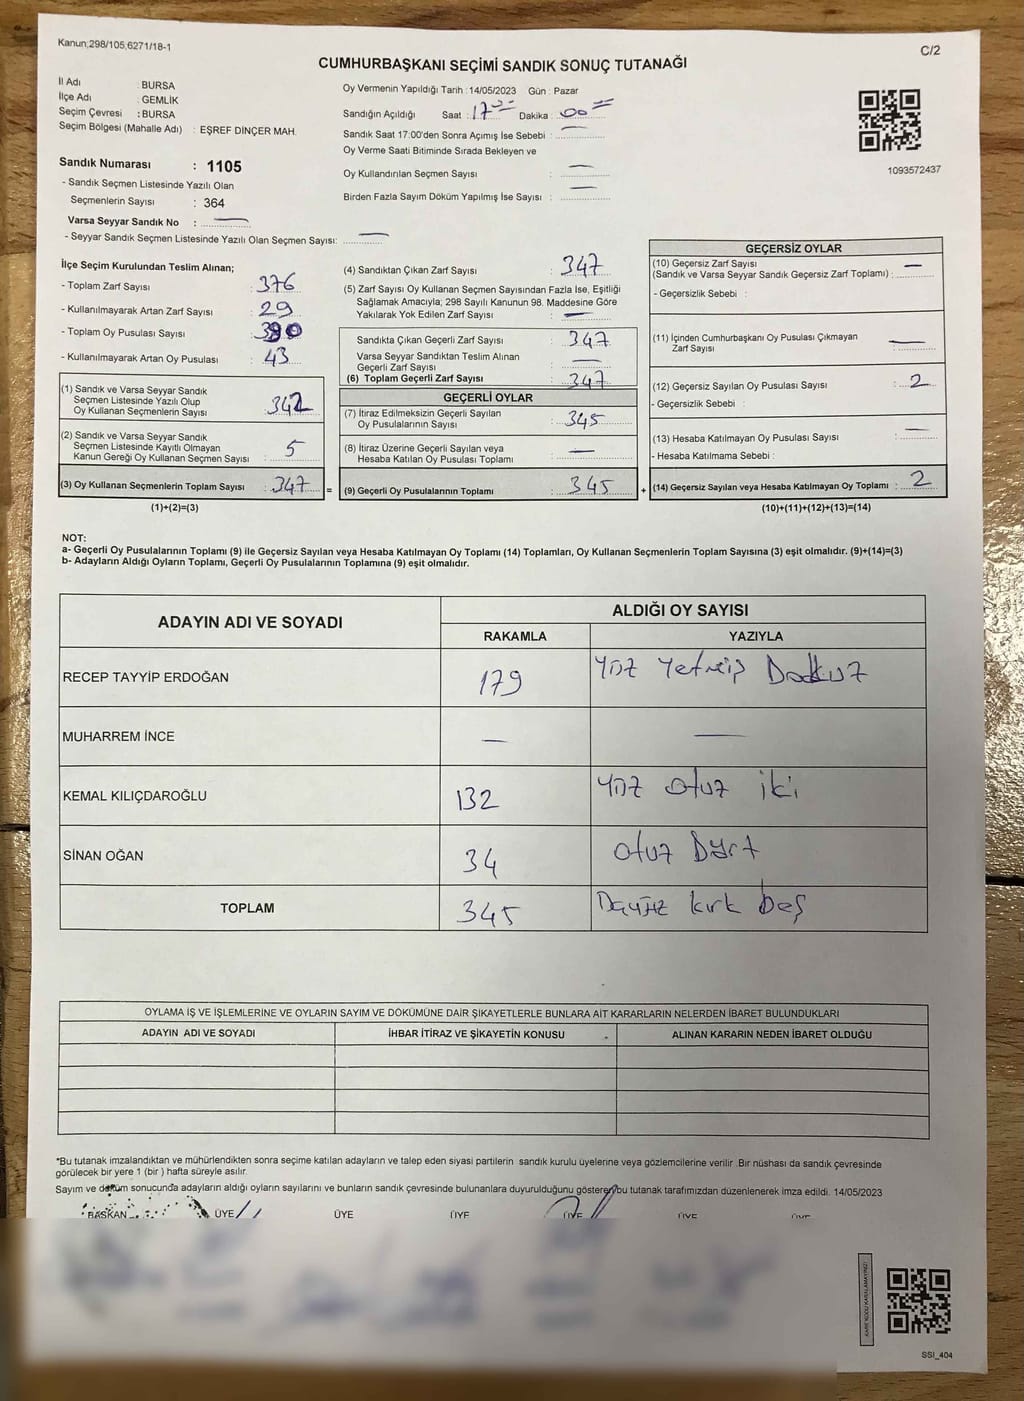 Kanun;298/105,6271/18-1
C/2
CUMHURBAŞKANI SEÇİMİ SANDIK SONUÇ TUTANAĞI
İl Adı : BURSA
İlçe Adı : GEMLİK
Seçim Çevresi : BURSA
Seçim Bölgesi (Mahalle Adı) : EŞREF DİNÇER MAH.
Sandık Numarası : 1105
- Sandık Seçmen Listesinde Yazılı Olan
Seçmenlerin Sayısı : 364
Varsa Seyyar Sandık No : —
- Seyyar Sandık Seçmen Listesinde Yazılı Olan Seçmen Sayısı: —
Oy Vermenin Yapıldığı Tarih : 14/05/2023 Gün : Pazar
Sandığın Açıldığı Saat : 17 Dakika : 00
Sandık Saat 17:00'den Sonra Açımış İse Sebebi : —
Oy Verme Saati Bitiminde Sırada Bekleyen ve
Oy Kullandırılan Seçmen Sayısı : —
Birden Fazla Sayım Döküm Yapılmış İse Sayısı : —
1093572437
İlçe Seçim Kurulundan Teslim Alınan;
- Toplam Zarf Sayısı : 376
- Kullanılmayarak Artan Zarf Sayısı : 29
- Toplam Oy Pusulası Sayısı : 390
- Kullanılmayarak Artan Oy Pusulası : 43
(1) Sandık ve Varsa Seyyar Sandık
Seçmen Listesinde Yazılı Olup
Oy Kullanan Seçmenlerin Sayısı : 342
(2) Sandık ve Varsa Seyyar Sandık
Seçmen Listesinde Kayıtlı Olmayan
Kanun Gereği Oy Kullanan Seçmen Sayısı : 5
(3) Oy Kullanan Seçmenlerin Toplam Sayısı : 347 =
(1)+(2)=(3)
(4) Sandıktan Çıkan Zarf Sayısı : 347
(5) Zarf Sayısı Oy Kullanan Seçmen Sayısından Fazla İse, Eşitliği
Sağlamak Amacıyla; 298 Sayılı Kanunun 98. Maddesine Göre
Yakılarak Yok Edilen Zarf Sayısı : —
Sandıkta Çıkan Geçerli Zarf Sayısı : 347
Varsa Seyyar Sandıktan Teslim Alınan
Geçerli Zarf Sayısı : —
(6) Toplam Geçerli Zarf Sayısı : 347
GEÇERLİ OYLAR
(7) İtiraz Edilmeksizin Geçerli Sayılan
Oy Pusulalarının Sayısı : 345
(8) İtiraz Üzerine Geçerli Sayılan veya
Hesaba Katılan Oy Pusulası Toplamı : —
(9) Geçerli Oy Pusulalarının Toplamı : 345 +
GEÇERSİZ OYLAR
(10) Geçersiz Zarf Sayısı
(Sandık ve Varsa Seyyar Sandık Geçersiz Zarf Toplamı) : —
- Geçersizlik Sebebi :
(11) İçinden Cumhurbaşkanı Oy Pusulası Çıkmayan
Zarf Sayısı : —
(12) Geçersiz Sayılan Oy Pusulası Sayısı : 2
- Geçersizlik Sebebi :
(13) Hesaba Katılmayan Oy Pusulası Sayısı : —
- Hesaba Katılmama Sebebi :
(14) Geçersiz Sayılan veya Hesaba Katılmayan Oy Toplamı : 2
(10)+(11)+(12)+(13)=(14)
NOT:
a- Geçerli Oy Pusulalarının Toplamı (9) ile Geçersiz Sayılan veya Hesaba Katılmayan Oy Toplamı (14) Toplamları, Oy Kullanan Seçmenlerin Toplam Sayısına (3) eşit olmalıdır. (9)+(14)=(3)
b- Adayların Aldığı Oyların Toplamı, Geçerli Oy Pusulalarının Toplamına (9) eşit olmalıdır.
ADAYIN ADI VE SOYADI
ALDIĞI OY SAYISI
RAKAMLA YAZIYLA
RECEP TAYYİP ERDOĞAN 179 Yüz Yetmiş Dokuz
MUHARREM İNCE — —
KEMAL KILIÇDAROĞLU 132 Yüz otuz iki
SİNAN OĞAN 34 otuz Dört
TOPLAM 345 Üçyüz kırk beş
OYLAMA İŞ VE İŞLEMLERİNE VE OYLARIN SAYIM VE DÖKÜMÜNE DAİR ŞİKAYETLERLE BUNLARA AİT KARARLARIN NELERDEN İBARET BULUNDUKLARI
ADAYIN ADI VE SOYADI İHBAR İTİRAZ VE ŞİKAYETİN KONUSU ALINAN KARARIN NEDEN İBARET OLDUĞU
*Bu tutanak imzalandıktan ve mühürlendikten sonra seçime katılan adayların ve talep eden siyasi partilerin sandık kurulu üyelerine veya gözlemcilerine verilir .Bir nüshası da sandık çevresinde
görülecek bir yere 1 (bir ) hafta süreyle asılır.
Sayım ve döküm sonucunda adayların aldığı oyların sayılarını ve bunların sandık çevresinde bulunanlara duyurulduğunu gösteren bu tutanak tarafımızdan düzenlenerek imza edildi. 14/05/2023
BAŞKAN ÜYE ÜYE ÜYE ÜYE ÜYE ÜYE
KARE KODU KARALAMAYINIZ!
SSI_404